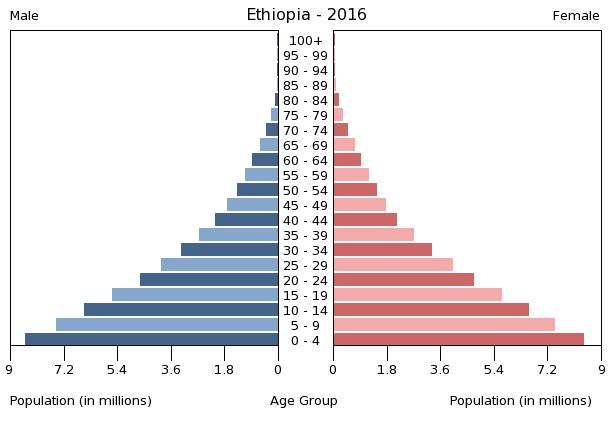 Ethiopia - 2016
Male
Female
100+
95 - 99
90 - 94
85 - 89
80 - 84
75 - 79
70 - 74
65 - 69
60 - 64
55 - 59
50 - 54
45 - 49
40 - 44
35 - 39
30 - 34
25 - 29
20 - 24
15 - 19
10 - 14
5 - 9
0 - 4
9 7.2 5.4 3.6 1.8 0 0 1.8 3.6 5.4 7.2 9
Population (in millions) Age Group Population (in millions)